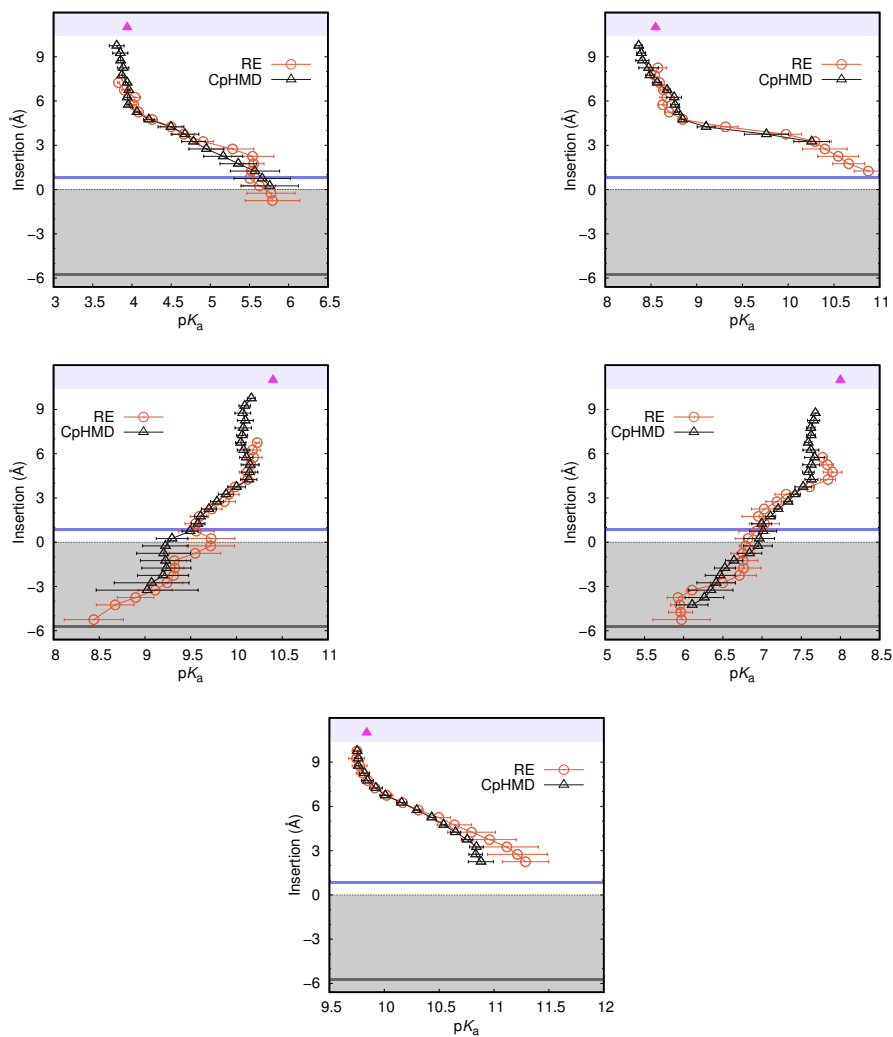 9
6
3
0
−3
−6
Insertion (Å)
RE
CpHMD
3 3.5 4 4.5 5 5.5 6 6.5
pKa
9
6
3
0
−3
−6
Insertion (Å)
RE
CpHMD
8 8.5 9 9.5 10 10.5 11
pKa
9
6
3
0
−3
−6
Insertion (Å)
RE
CpHMD
8 8.5 9 9.5 10 10.5 11
pKa
9
6
3
0
−3
−6
Insertion (Å)
RE
CpHMD
5 5.5 6 6.5 7 7.5 8 8.5
pKa
9
6
3
0
−3
−6
Insertion (Å)
RE
CpHMD
9.5 10 10.5 11 11.5 12
pKa